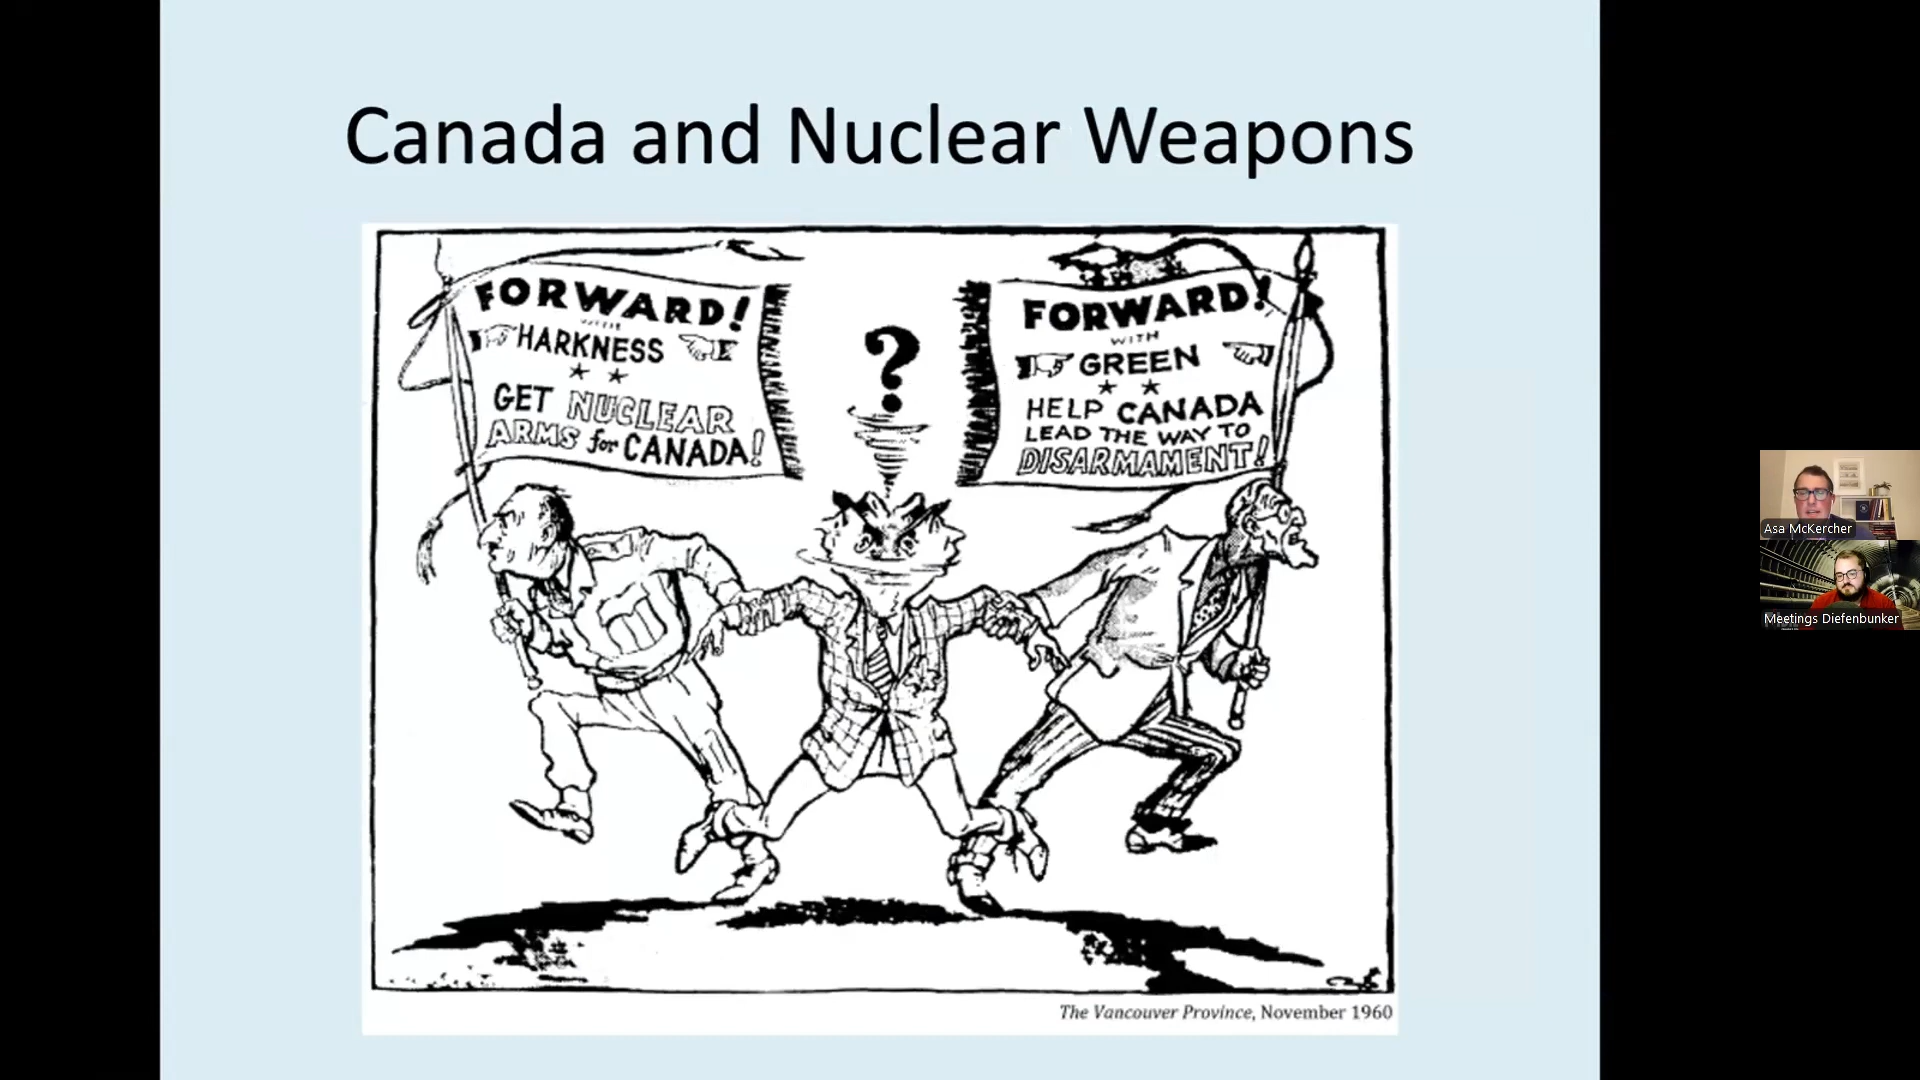 Canada and Nuclear Weapons
FORWARD!
WITH
HARKNESS
GET NUCLEAR
ARMS for CANADA!
?
FORWARD!
WITH
GREEN
HELP CANADA
LEAD THE WAY TO
DISARMAMENT!
The Vancouver Province, November 1960
Asa McKercher
Meetings Diefenbunker